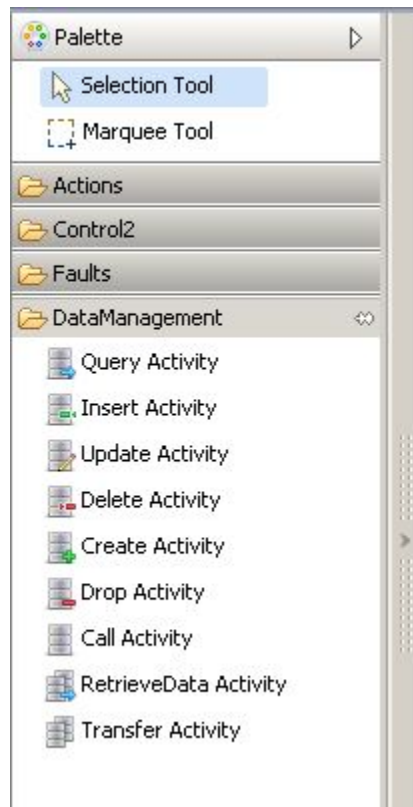 Palette
Selection Tool
Marquee Tool
Actions
Control2
Faults
DataManagement
Query Activity
Insert Activity
Update Activity
Delete Activity
Create Activity
Drop Activity
Call Activity
RetrieveData Activity
Transfer Activity